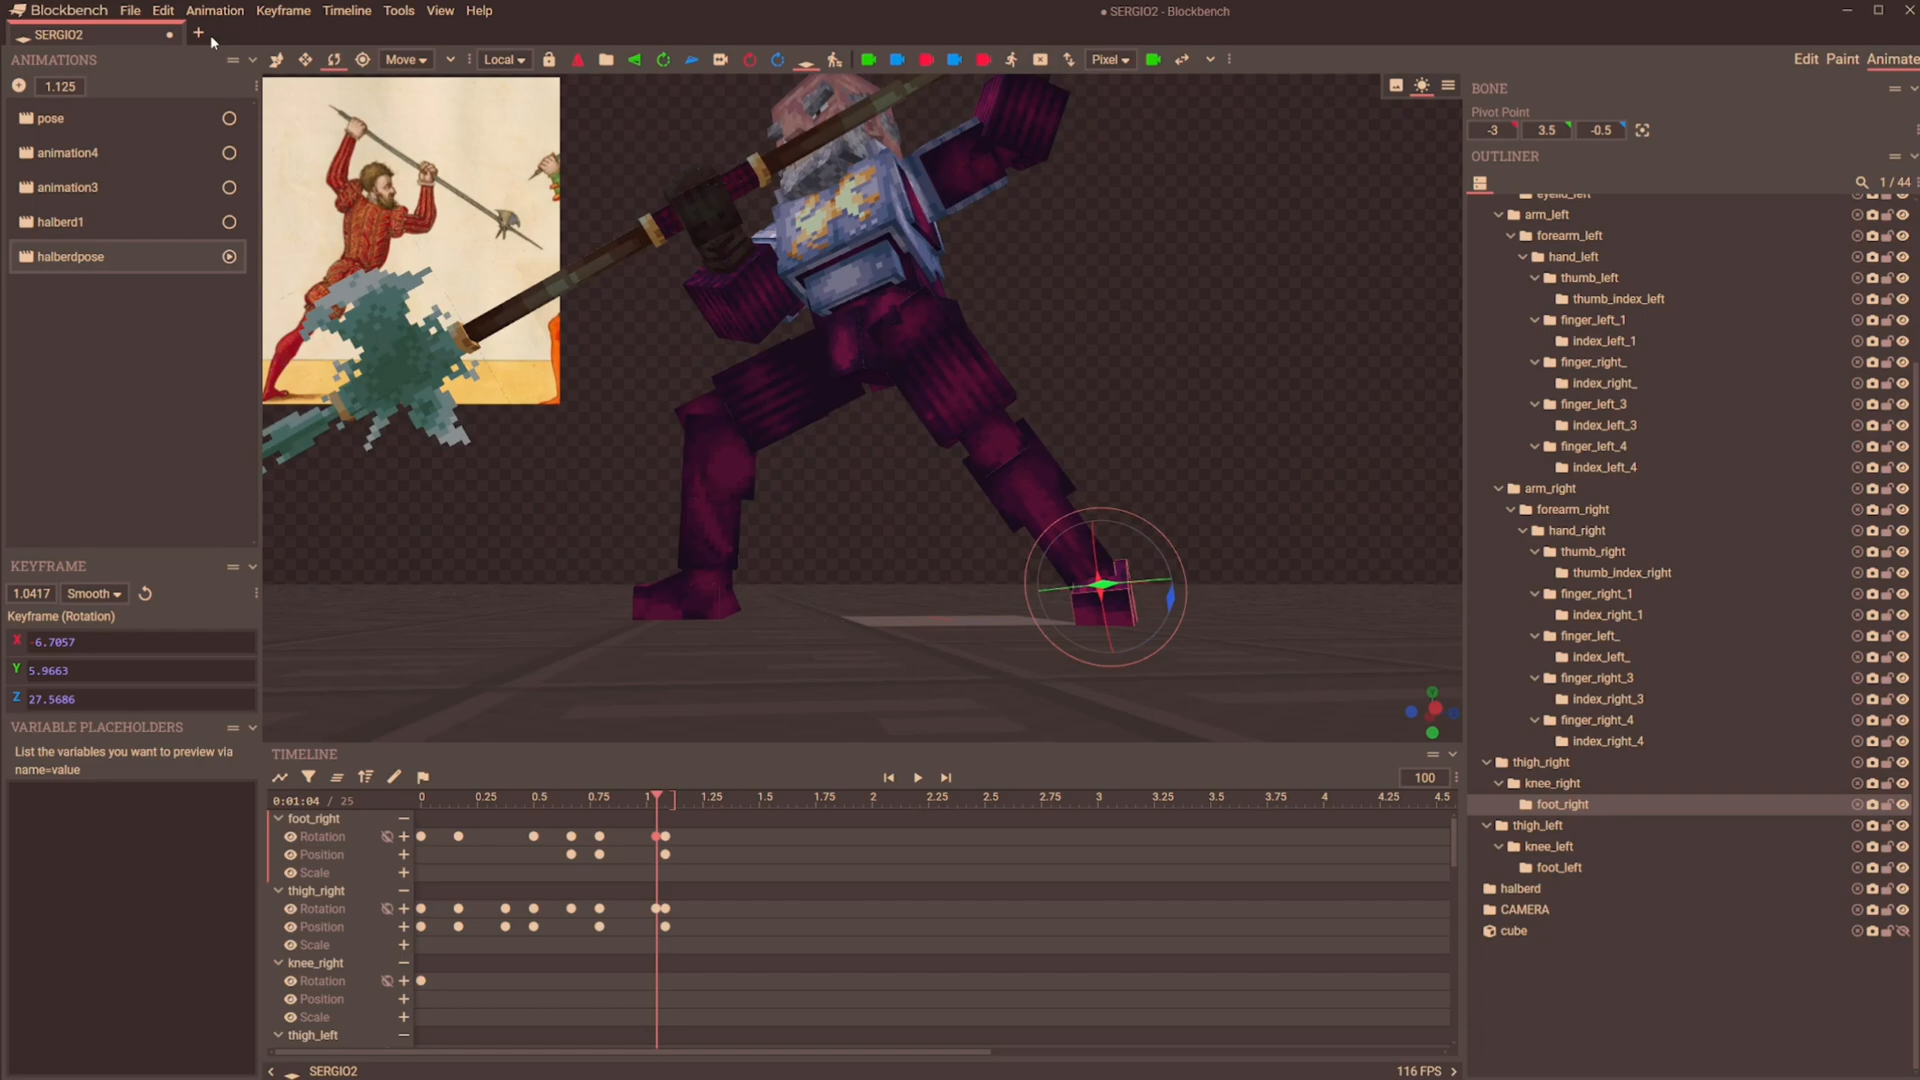 Blockbench File Edit Animation Keyframe Timeline Tools View Help
● SERGIO2 - Blockbench
SERGIO2
ANIMATIONS
1.125
pose
animation4
animation3
halberd1
halberdpose
Move
Local
Pixel
Edit Paint Animate
BONE
Pivot Point
-3 3.5 -0.5
OUTLINER
1 / 44
eyelid_left
arm_left
forearm_left
hand_left
thumb_left
thumb_index_left
finger_left_1
index_left_1
finger_right_
index_right_
finger_left_3
index_left_3
finger_left_4
index_left_4
arm_right
forearm_right
hand_right
thumb_right
thumb_index_right
finger_right_1
index_right_1
finger_left_
index_left_
finger_right_3
index_right_3
finger_right_4
index_right_4
thigh_right
knee_right
foot_right
thigh_left
knee_left
foot_left
halberd
CAMERA
cube
KEYFRAME
1.0417 Smooth
Keyframe (Rotation)
X -6.7057
Y 5.9663
Z 27.5686
VARIABLE PLACEHOLDERS
List the variables you want to preview via
name=value
TIMELINE
100
0:01:04 / 25
0 0.25 0.5 0.75 1 1.25 1.5 1.75 2 2.25 2.5 2.75 3 3.25 3.5 3.75 4 4.25 4.5
foot_right
Rotation
Position
Scale
thigh_right
Rotation
Position
Scale
knee_right
Rotation
Position
Scale
thigh_left
SERGIO2
116 FPS